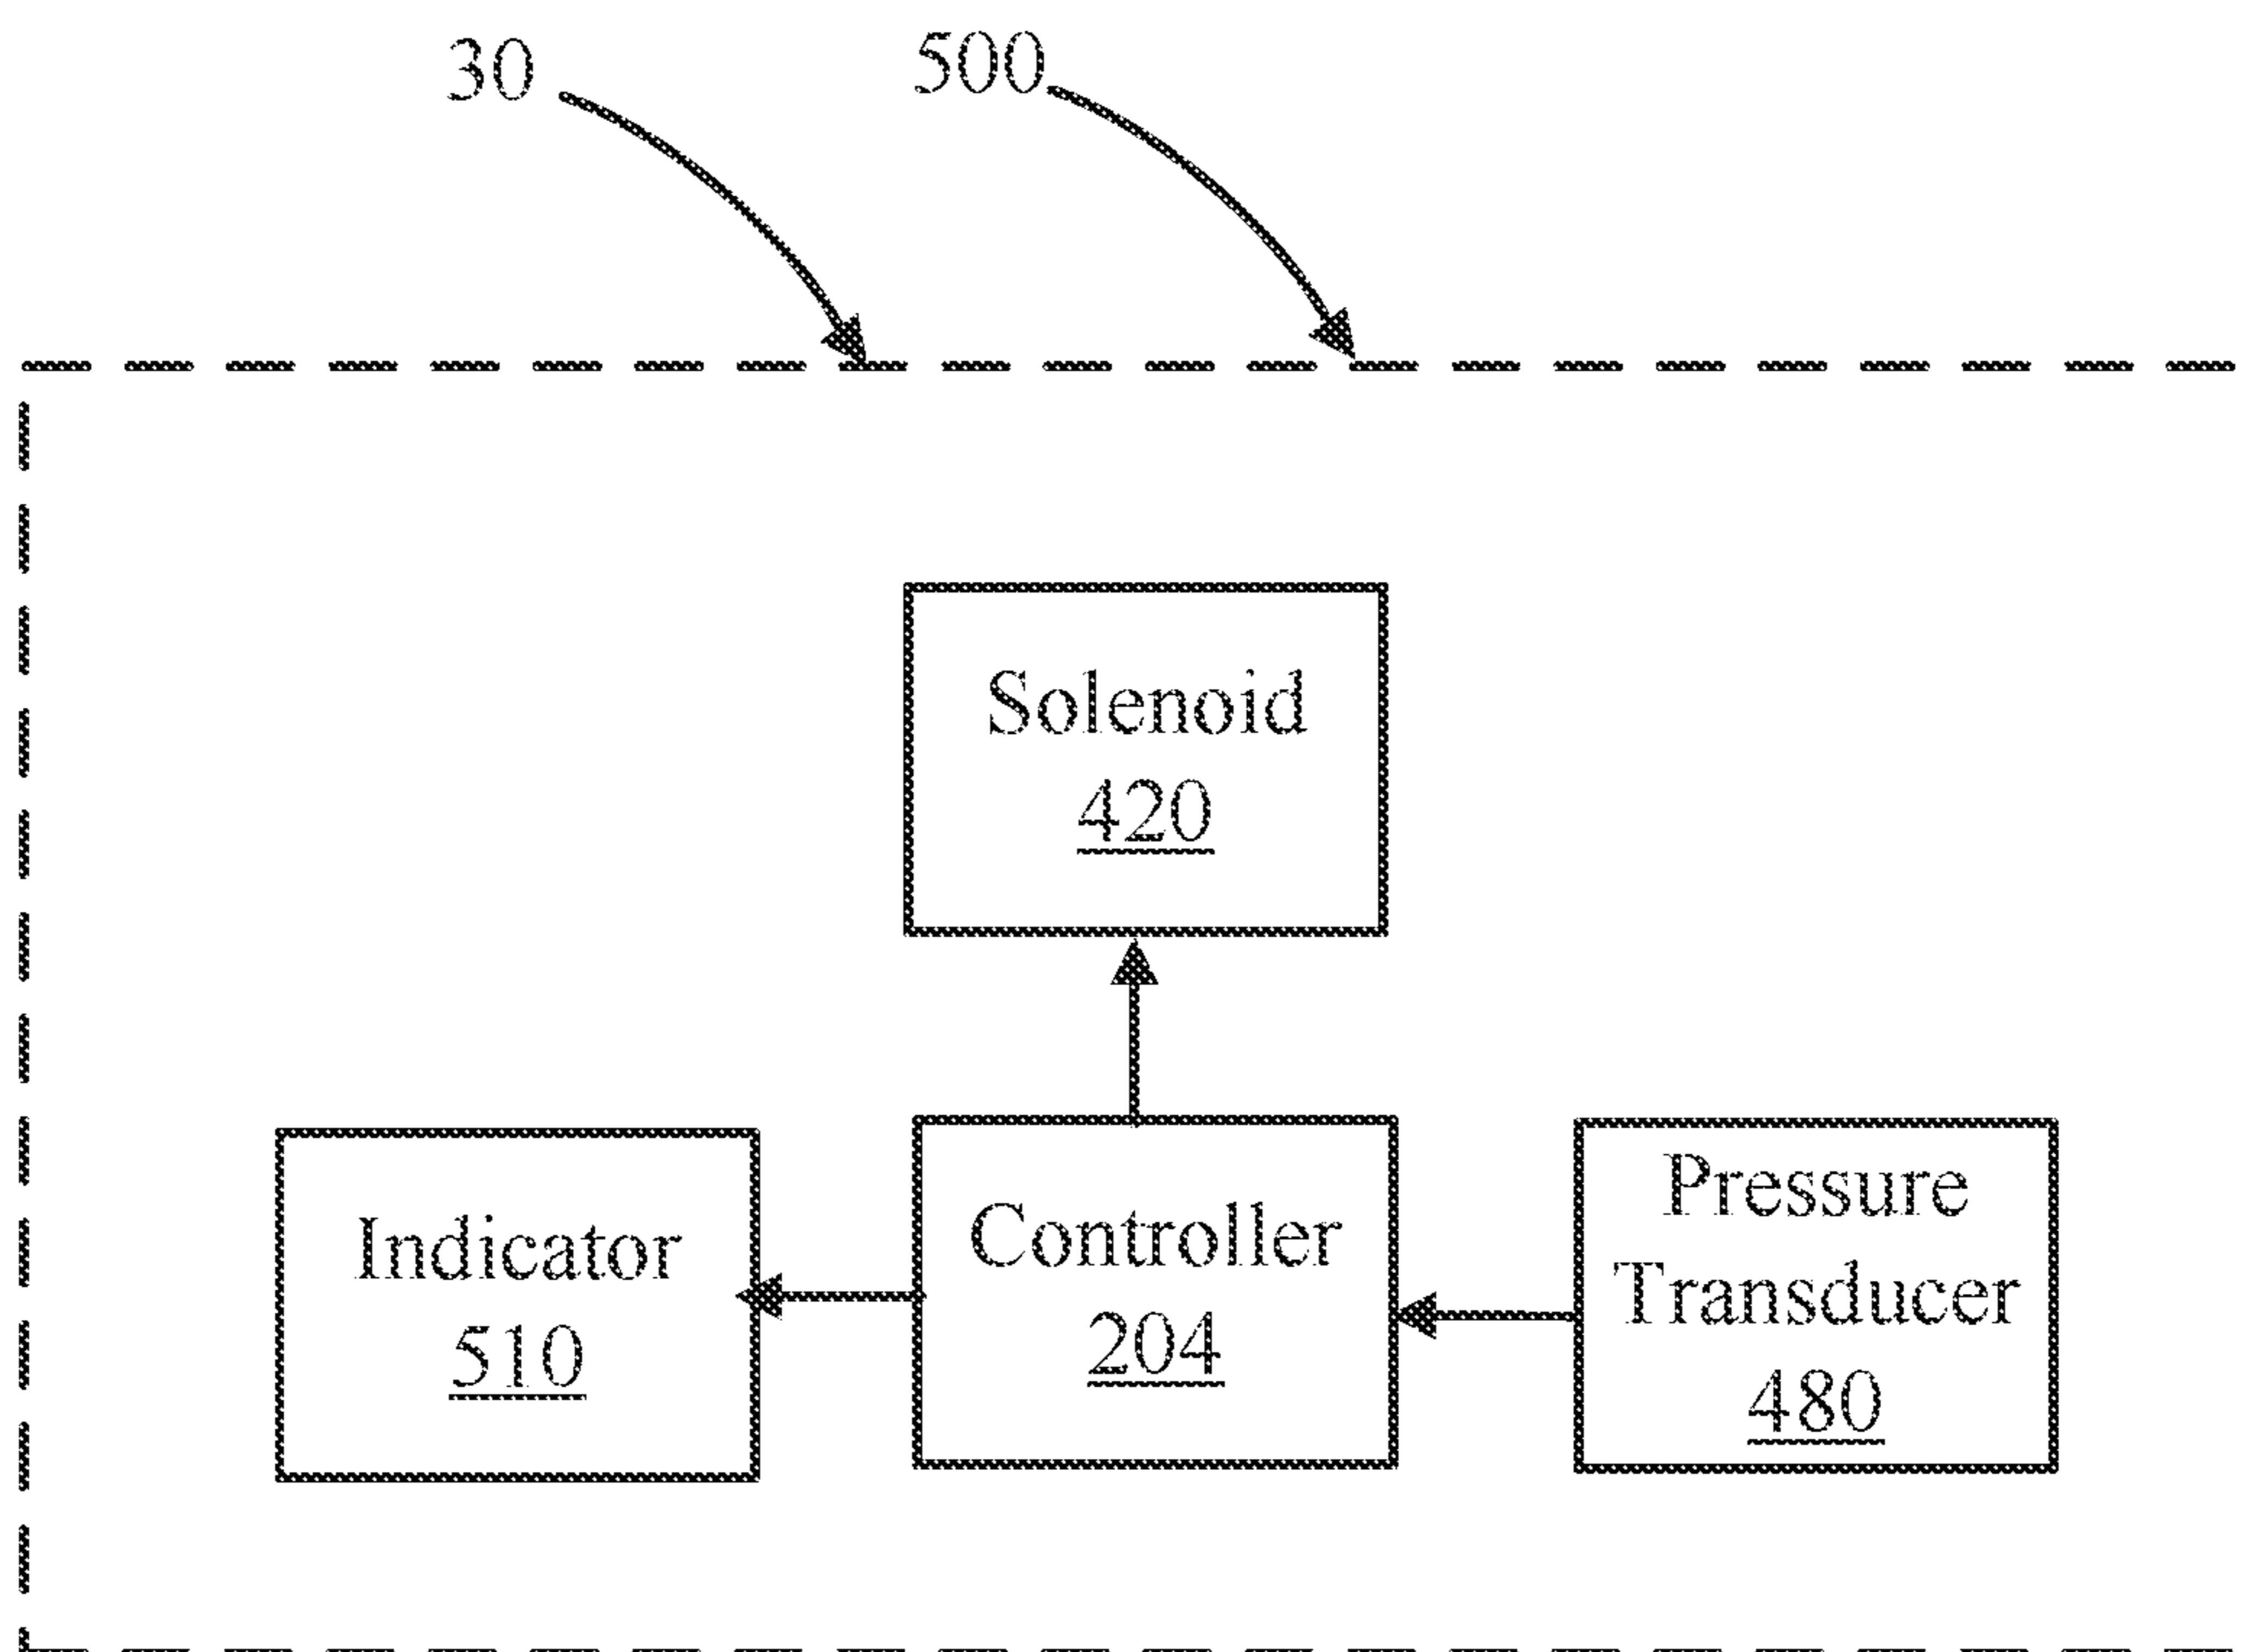 30
500
Solenoid
420
Indicator
510
Controller
204
Pressure
Transducer
480